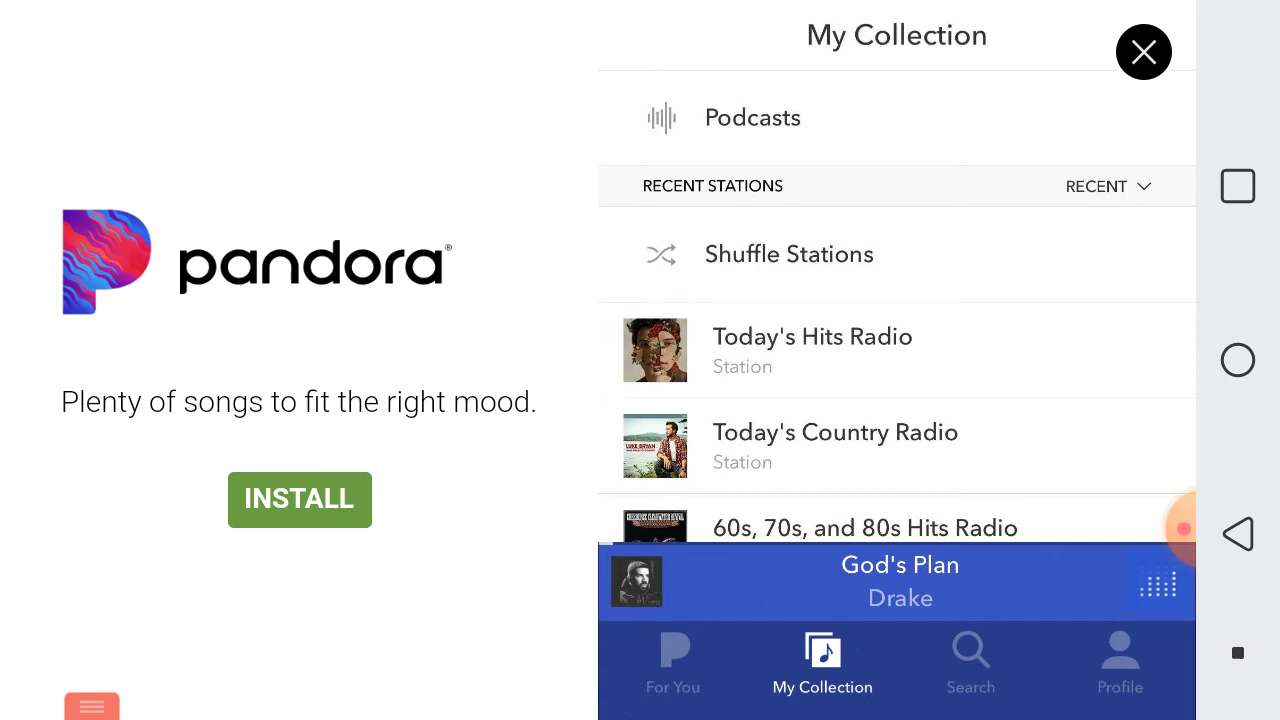 pandora®
Plenty of songs to fit the right mood.
INSTALL
My Collection
Podcasts
RECENT STATIONS
RECENT
Shuffle Stations
Today's Hits Radio
Station
Today's Country Radio
Station
60s, 70s, and 80s Hits Radio
God's Plan
Drake
For You
My Collection
Search
Profile